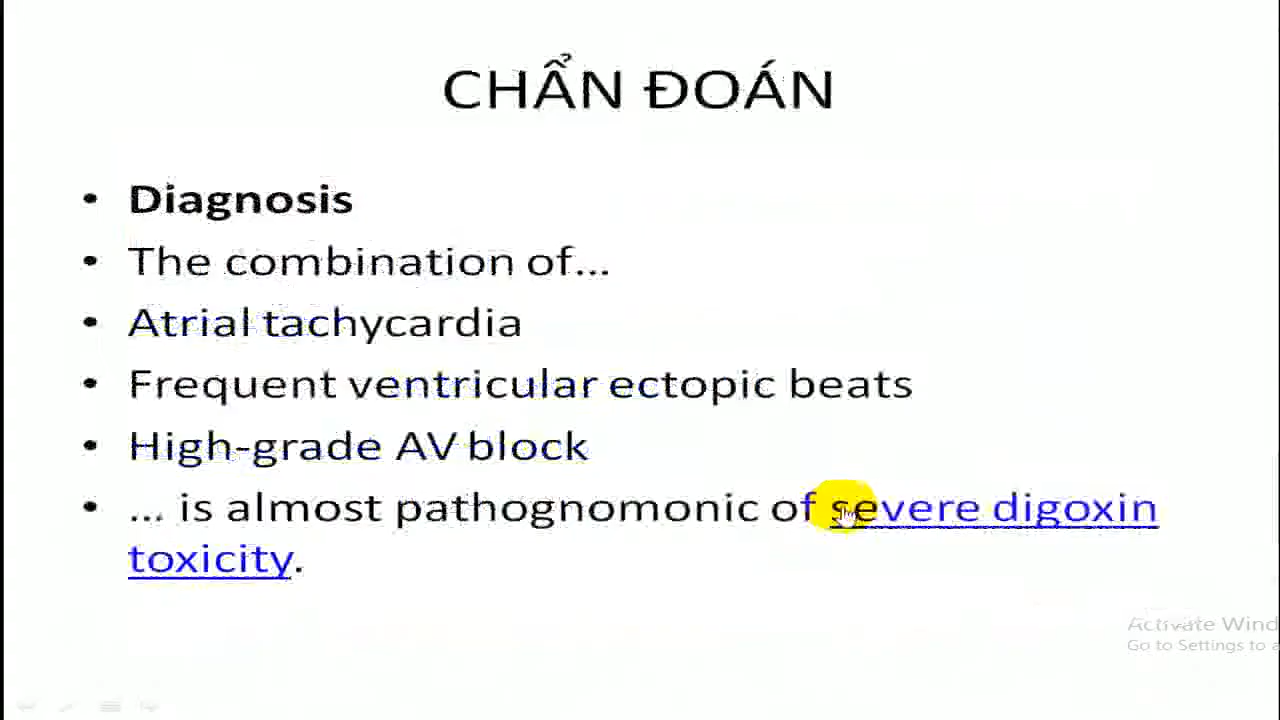 CHẨN ĐOÁN
• Diagnosis
• The combination of...
• Atrial tachycardia
• Frequent ventricular ectopic beats
• High-grade AV block
• ... is almost pathognomonic of severe digoxin
toxicity.
Activate Wind
Go to Settings to a